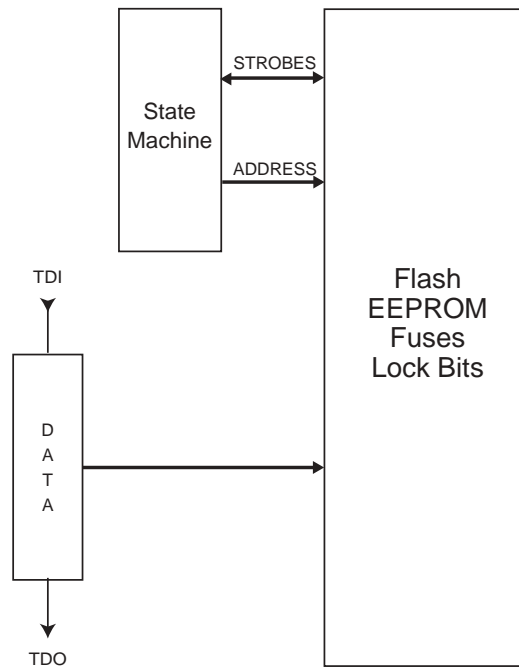 STROBES
State
Machine
ADDRESS
TDI
Flash
EEPROM
Fuses
Lock Bits
D
A
T
A
TDO